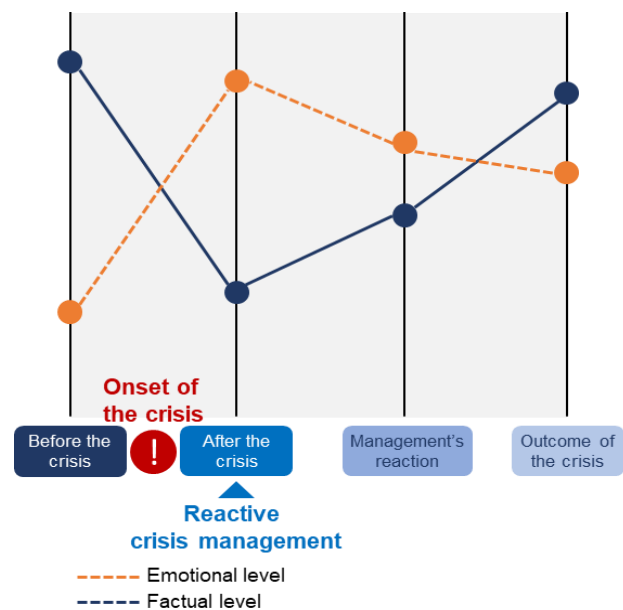 Onset of
the crisis
Before the
crisis
!
After the
crisis
Management's
reaction
Outcome of
the crisis
Reactive
crisis management
Emotional level
Factual level